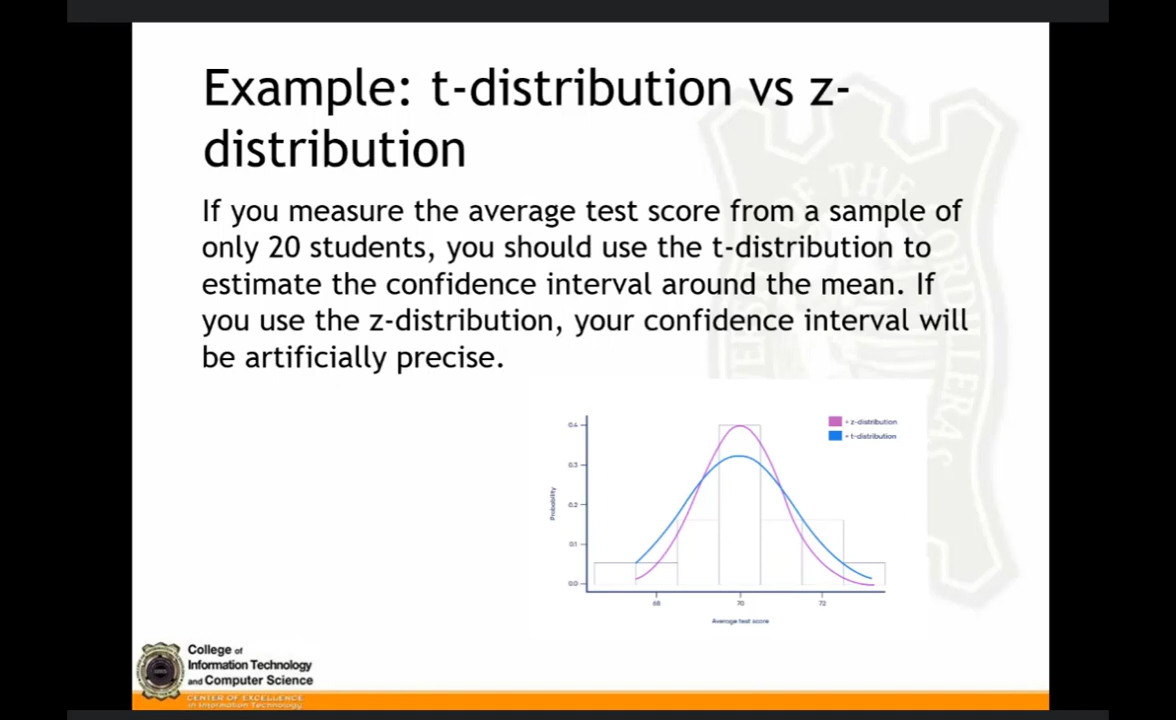 Example: t-distribution vs z-
distribution
If you measure the average test score from a sample of
only 20 students, you should use the t-distribution to
estimate the confidence interval around the mean. If
you use the z-distribution, your confidence interval will
be artificially precise.
= z-distribution
= t-distribution
0.4
0.3
0.2
0.1
0.0
Probability
68
70
72
Average test score
OF THE CORDILLERAS
College of
Information Technology
and Computer Science
CENTER OF EXCELLENCE
in Information Technology